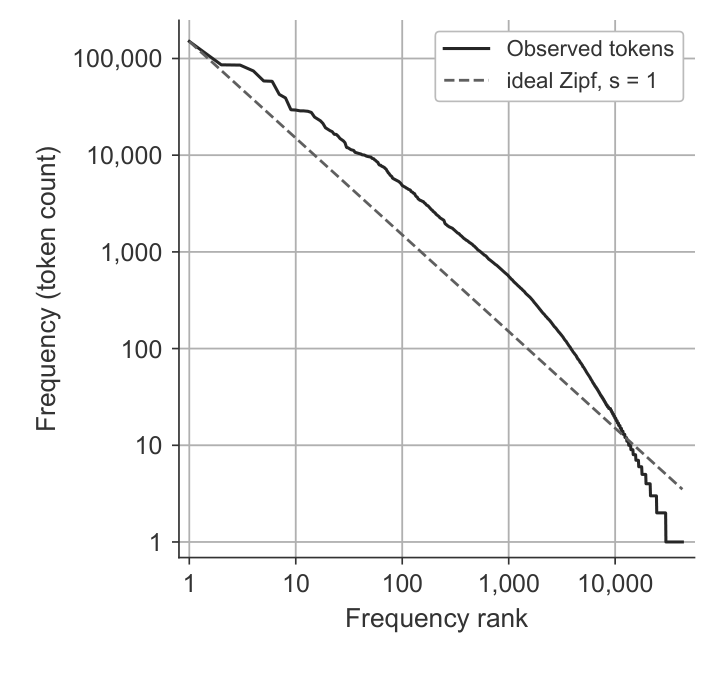 Observed tokens
ideal Zipf, s = 1
Frequency (token count)
100,000
10,000
1,000
100
10
1
1 10 100 1,000 10,000
Frequency rank